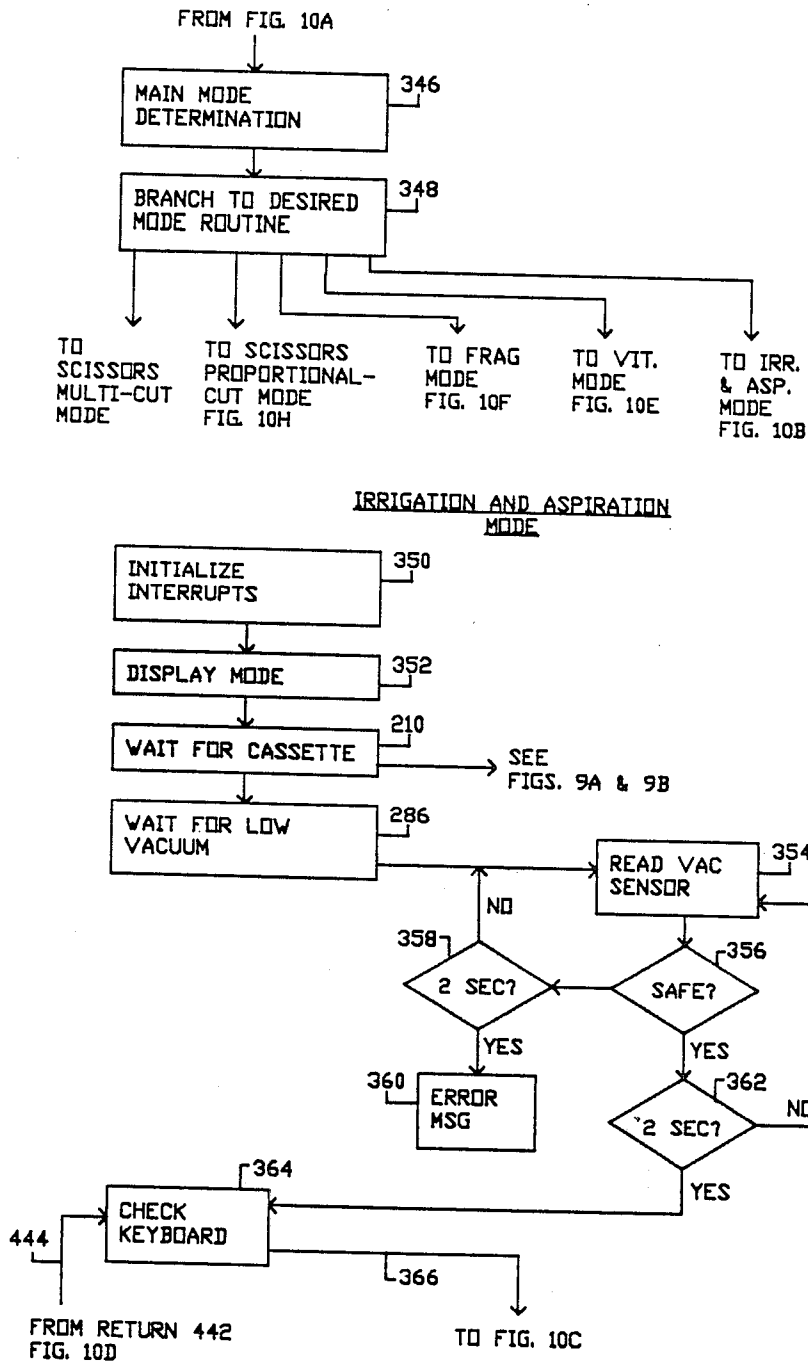 FROM FIG. 10A
346
MAIN MODE
DETERMINATION
348
BRANCH TO DESIRED
MODE ROUTINE
TO
SCISSORS
MULTI-CUT
MODE
TO SCISSORS
PROPORTIONAL-
CUT MODE
FIG. 10H
TO FRAG
MODE
FIG. 10F
TO VIT.
MODE
FIG. 10E
TO IRR.
& ASP.
MODE
FIG. 10B
IRRIGATION AND ASPIRATION
MODE
350
INITIALIZE
INTERRUPTS
352
DISPLAY MODE
210
WAIT FOR CASSETTE
SEE
FIGS. 9A & 9B
286
WAIT FOR LOW
VACUUM
354
READ VAC
SENSOR
NO
358
2 SEC?
356
SAFE?
YES
YES
360
ERROR
MSG
362
2 SEC?
NO
YES
364
CHECK
KEYBOARD
444
366
FROM RETURN 442
FIG. 10D
TO FIG. 10C